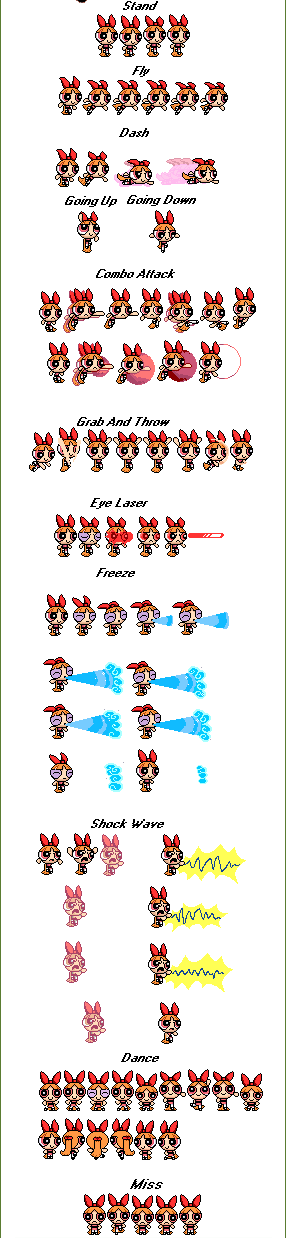 Stand
Fly
Dash
Going Up Going Down
Combo Attack
Grab And Throw
Eye Laser
Freeze
Shock Wave
Dance
Miss